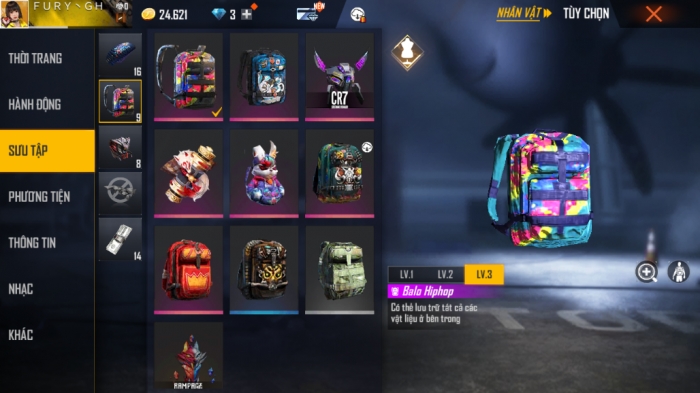 FURY GH
24.621
3
NEW
NHÂN VẬT
TÙY CHỌN
THỜI TRANG
HÀNH ĐỘNG
SƯU TẬP
PHƯƠNG TIỆN
THÔNG TIN
NHẠC
KHÁC
16
9
8
14
CR7
RAMPAGE
LV.1 LV.2 LV.3
Balo Hiphop
Có thể lưu trữ tất cả các
vật liệu ở bên trong